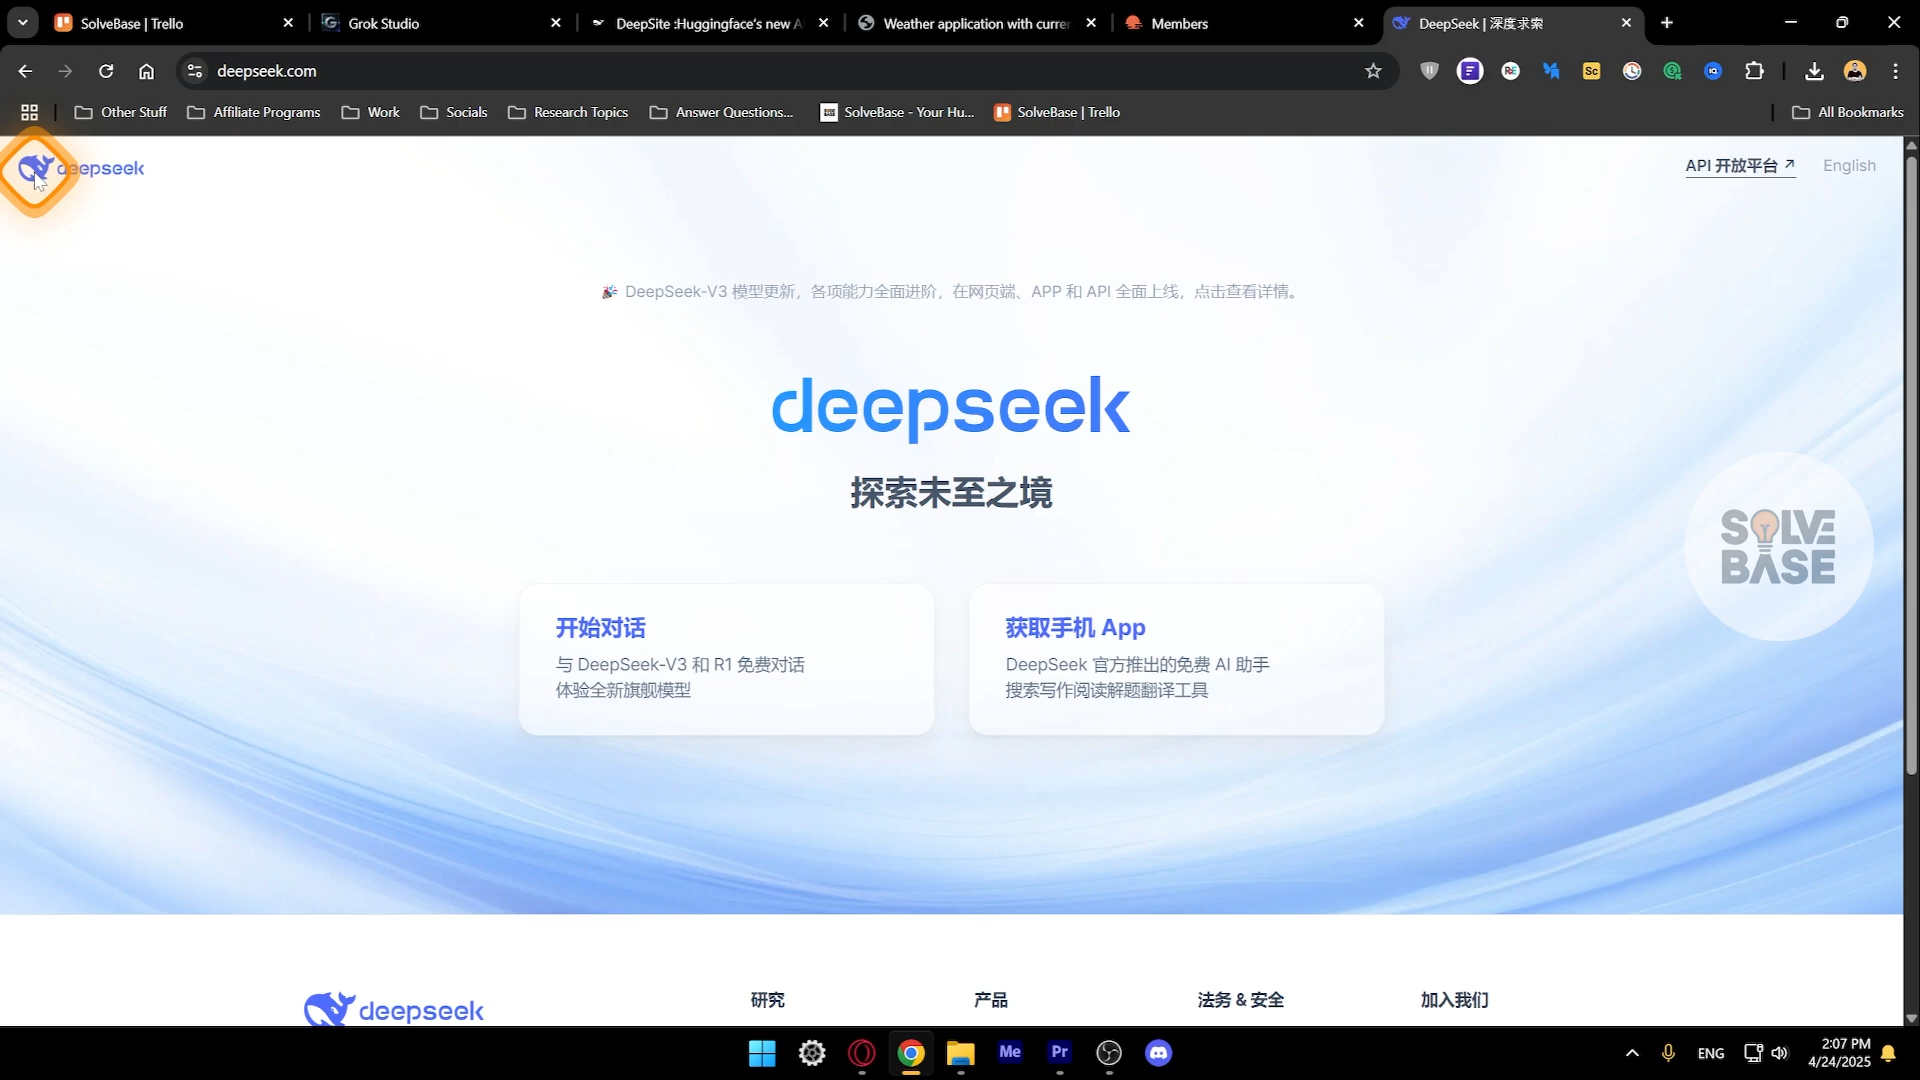 SolveBase | Trello
Grok Studio
DeepSite :Huggingface's new A
Weather application with curre
Members
DeepSeek | 深度求索
deepseek.com
Other Stuff
Affiliate Programs
Work
Socials
Research Topics
Answer Questions...
SolveBase - Your Hu...
SolveBase | Trello
All Bookmarks
deepseek
API 开放平台
English
DeepSeek-V3 模型更新，各项能力全面进阶，在网页端、APP 和 API 全面上线，点击查看详情。
deepseek
探索未至之境
SOLVE
BASE
开始对话
与 DeepSeek-V3 和 R1 免费对话
体验全新旗舰模型
获取手机 App
DeepSeek 官方推出的免费 AI 助手
搜索写作阅读解题翻译工具
deepseek
研究
产品
法务 & 安全
加入我们
Me
Pr
ENG
2:07 PM
4/24/2025